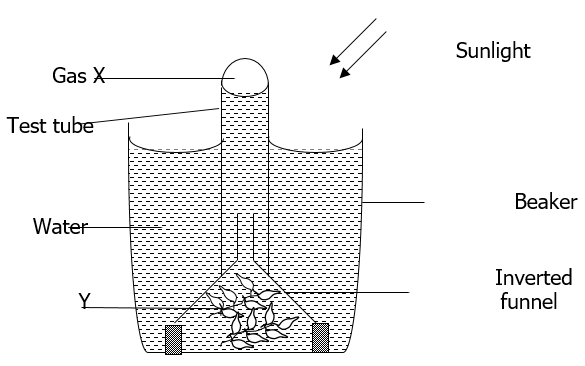 Sunlight
Gas X
Test tube
Beaker
Water
Inverted
funnel
Y